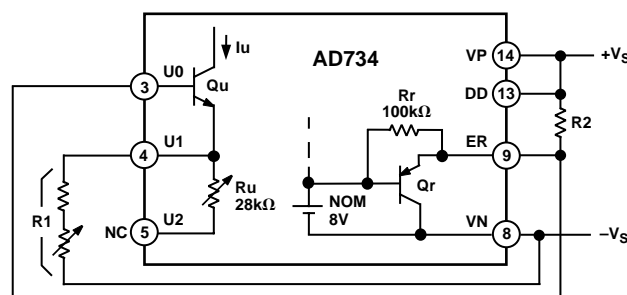 Iu
AD734
3
U0
Qu
VP
14
+VS
DD
13
Rr
100kΩ
R2
4
U1
ER
9
Ru
28kΩ
Qr
R1
NOM
8V
NC
5
U2
VN
8
–VS